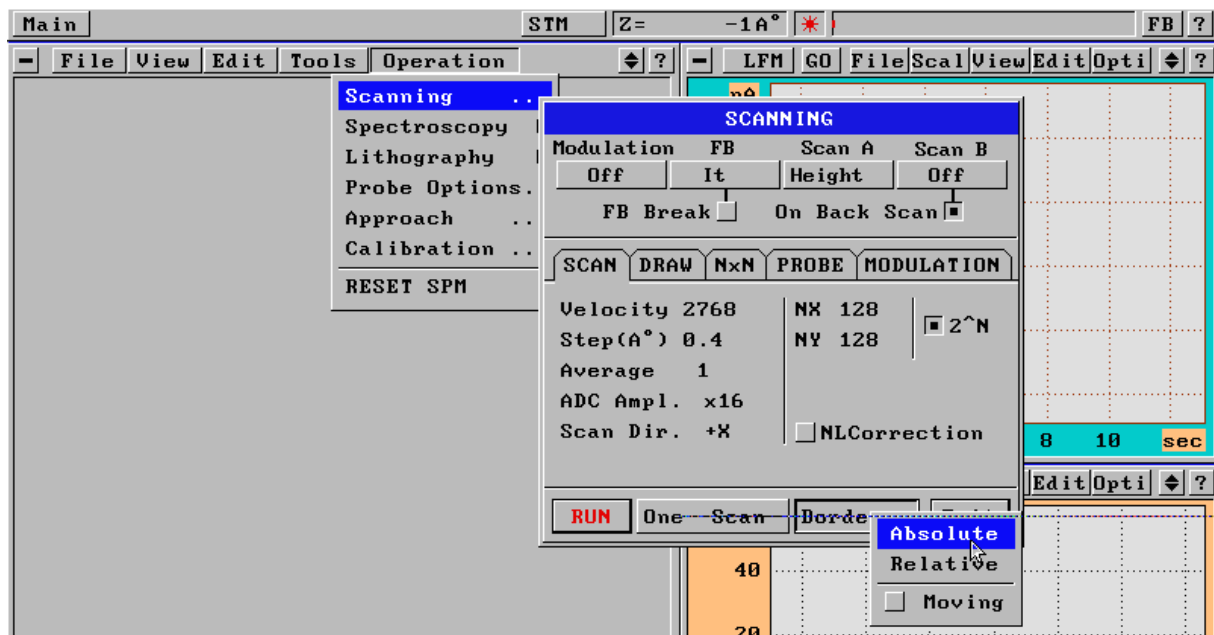 Main STM Z= -1A° FB ?
- File View Edit Tools Operation ?
- LFM GO File Scal View Edit Opti ?
Scanning ..
Spectroscopy
Lithography
Probe Options.
Approach ..
Calibration ..
RESET SPM
nA
SCANNING
Modulation FB Scan A Scan B
Off It Height Off
FB Break On Back Scan
SCAN DRAW NxN PROBE MODULATION
Velocity 2768 NX 128
Step(A°) 0.4 NY 128
2^N
Average 1
ADC Ampl. x16
Scan Dir. +X NLCorrection
8 10 sec
Edit Opti ?
RUN One Scan
Absolute
Relative
Moving
40
20